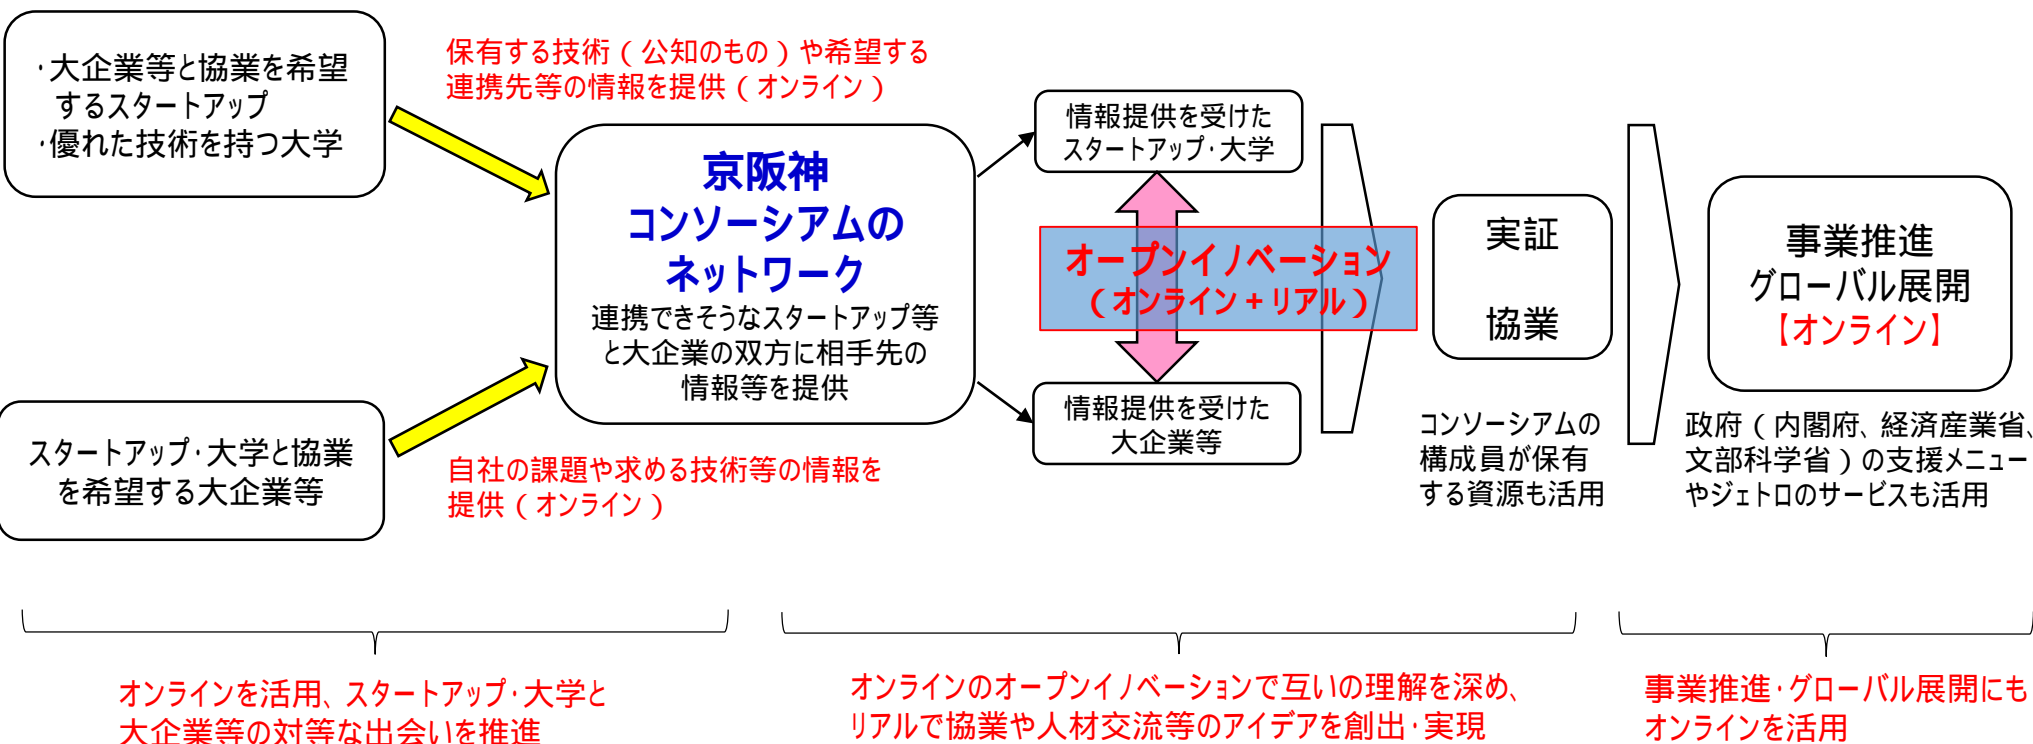 ・大企業等と協業を希望
するスタートアップ
・優れた技術を持つ大学
保有する技術（公知のもの）や希望する
連携先等の情報を提供（オンライン）
スタートアップ・大学と協業
を希望する大企業等
自社の課題や求める技術等の情報を
提供（オンライン）
京阪神
コンソーシアムの
ネットワーク
連携できそうなスタートアップ等
と大企業の双方に相手先の
情報等を提供
情報提供を受けた
スタートアップ・大学
オープンイノベーション
（オンライン+リアル）
情報提供を受けた
大企業等
実証
協業
コンソーシアムの
構成員が保有
する資源も活用
事業推進
グローバル展開
【オンライン】
政府（内閣府、経済産業省、
文部科学省）の支援メニュー
やジェトロのサービスも活用
オンラインを活用、スタートアップ・大学と
大企業等の対等な出会いを推進
オンラインのオープンイノベーションで互いの理解を深め、
リアルで協業や人材交流等のアイデアを創出・実現
事業推進・グローバル展開にも
オンラインを活用